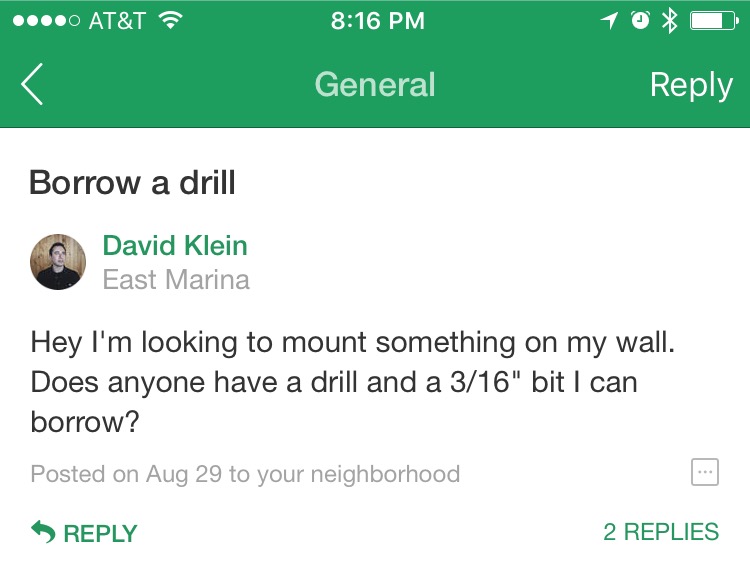 AT&T 8:16 PM
General Reply
Borrow a drill
David Klein
East Marina
Hey I'm looking to mount something on my wall.
Does anyone have a drill and a 3/16" bit I can
borrow?
Posted on Aug 29 to your neighborhood
REPLY 2 REPLIES